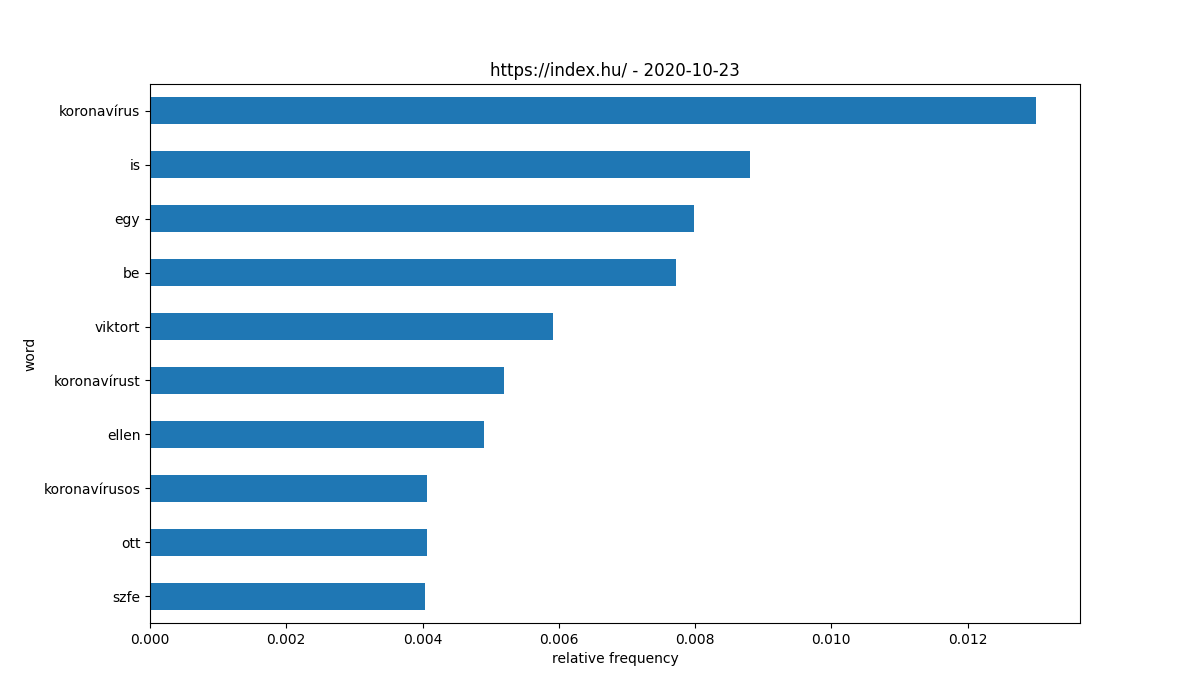 https://index.hu/ - 2020-10-23
koronavírus
is
egy
be
viktort
koronavírust
ellen
koronavírusos
ott
szfe
word
0.000 0.002 0.004 0.006 0.008 0.010 0.012
relative frequency